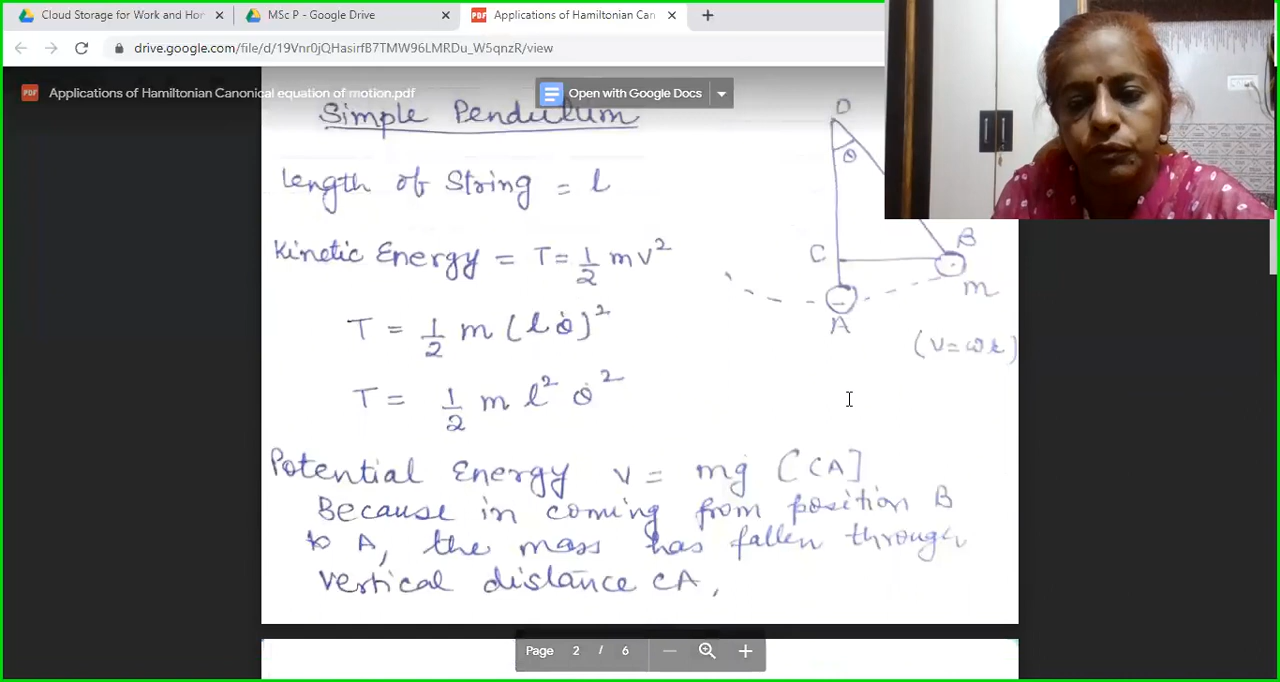 Cloud Storage for Work and Hor
MSc P - Google Drive
Applications of Hamiltonian Can
drive.google.com/file/d/19Vnr0jQHasirfB7TMW96LMRDu_W5qnzR/view
Applications of Hamiltonian Canonical equation of motion.pdf
Open with Google Docs
Simple Pendulum
Length of String = l
Kinetic Energy = T = 1/2 mv²
T = 1/2 m (lθ̇)²
T = 1/2 m l² θ̇²
O
θ
C
B
m
A
(v=ωr)
Potential Energy V = mg [CA]
Because in coming from position B
to A, the mass has fallen through
vertical distance CA,
Page 2 / 6